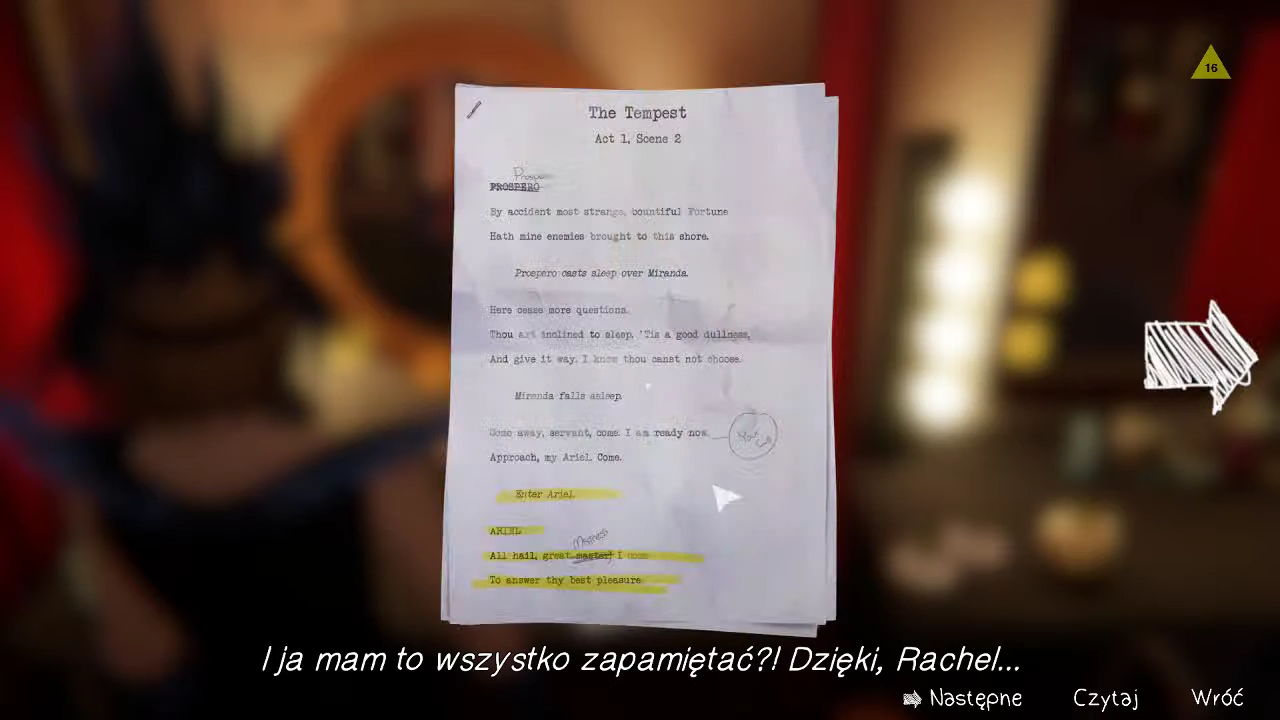 16
The Tempest
Act 1, Scene 2
Prospera
PROSPERO
By accident most strange, bountiful Fortune
Hath mine enemies brought to this shore.
Prospero casts sleep over Miranda.
Here cease more questions.
Thou art inclined to sleep. 'Tis a good dullness,
And give it way. I know thou canst not choose.
Miranda falls asleep.
Come away, servant, come. I am ready now.
Approach, my Ariel. Come.
Enter Ariel.
ARIEL
Mistress
All hail, great master! I come
To answer thy best pleasure
I ja mam to wszystko zapamiętać?! Dzięki, Rachel...
Następne Czytaj Wróć